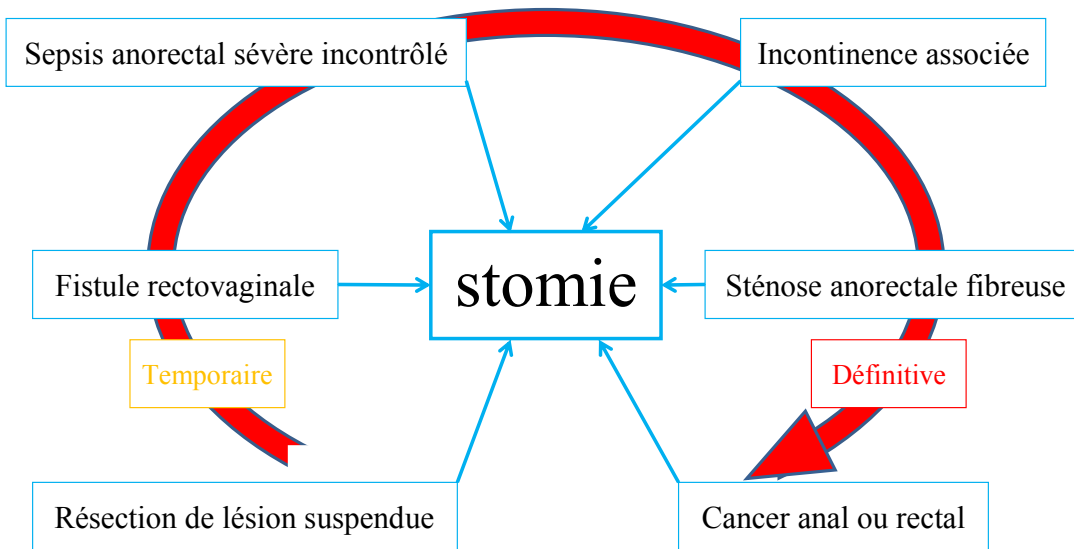 Sepsis anorectal sévère incontrôlé
Incontinence associée
Fistule rectovaginale
stomie
Sténose anorectale fibreuse
Temporaire
Définitive
Résection de lésion suspendue
Cancer anal ou rectal